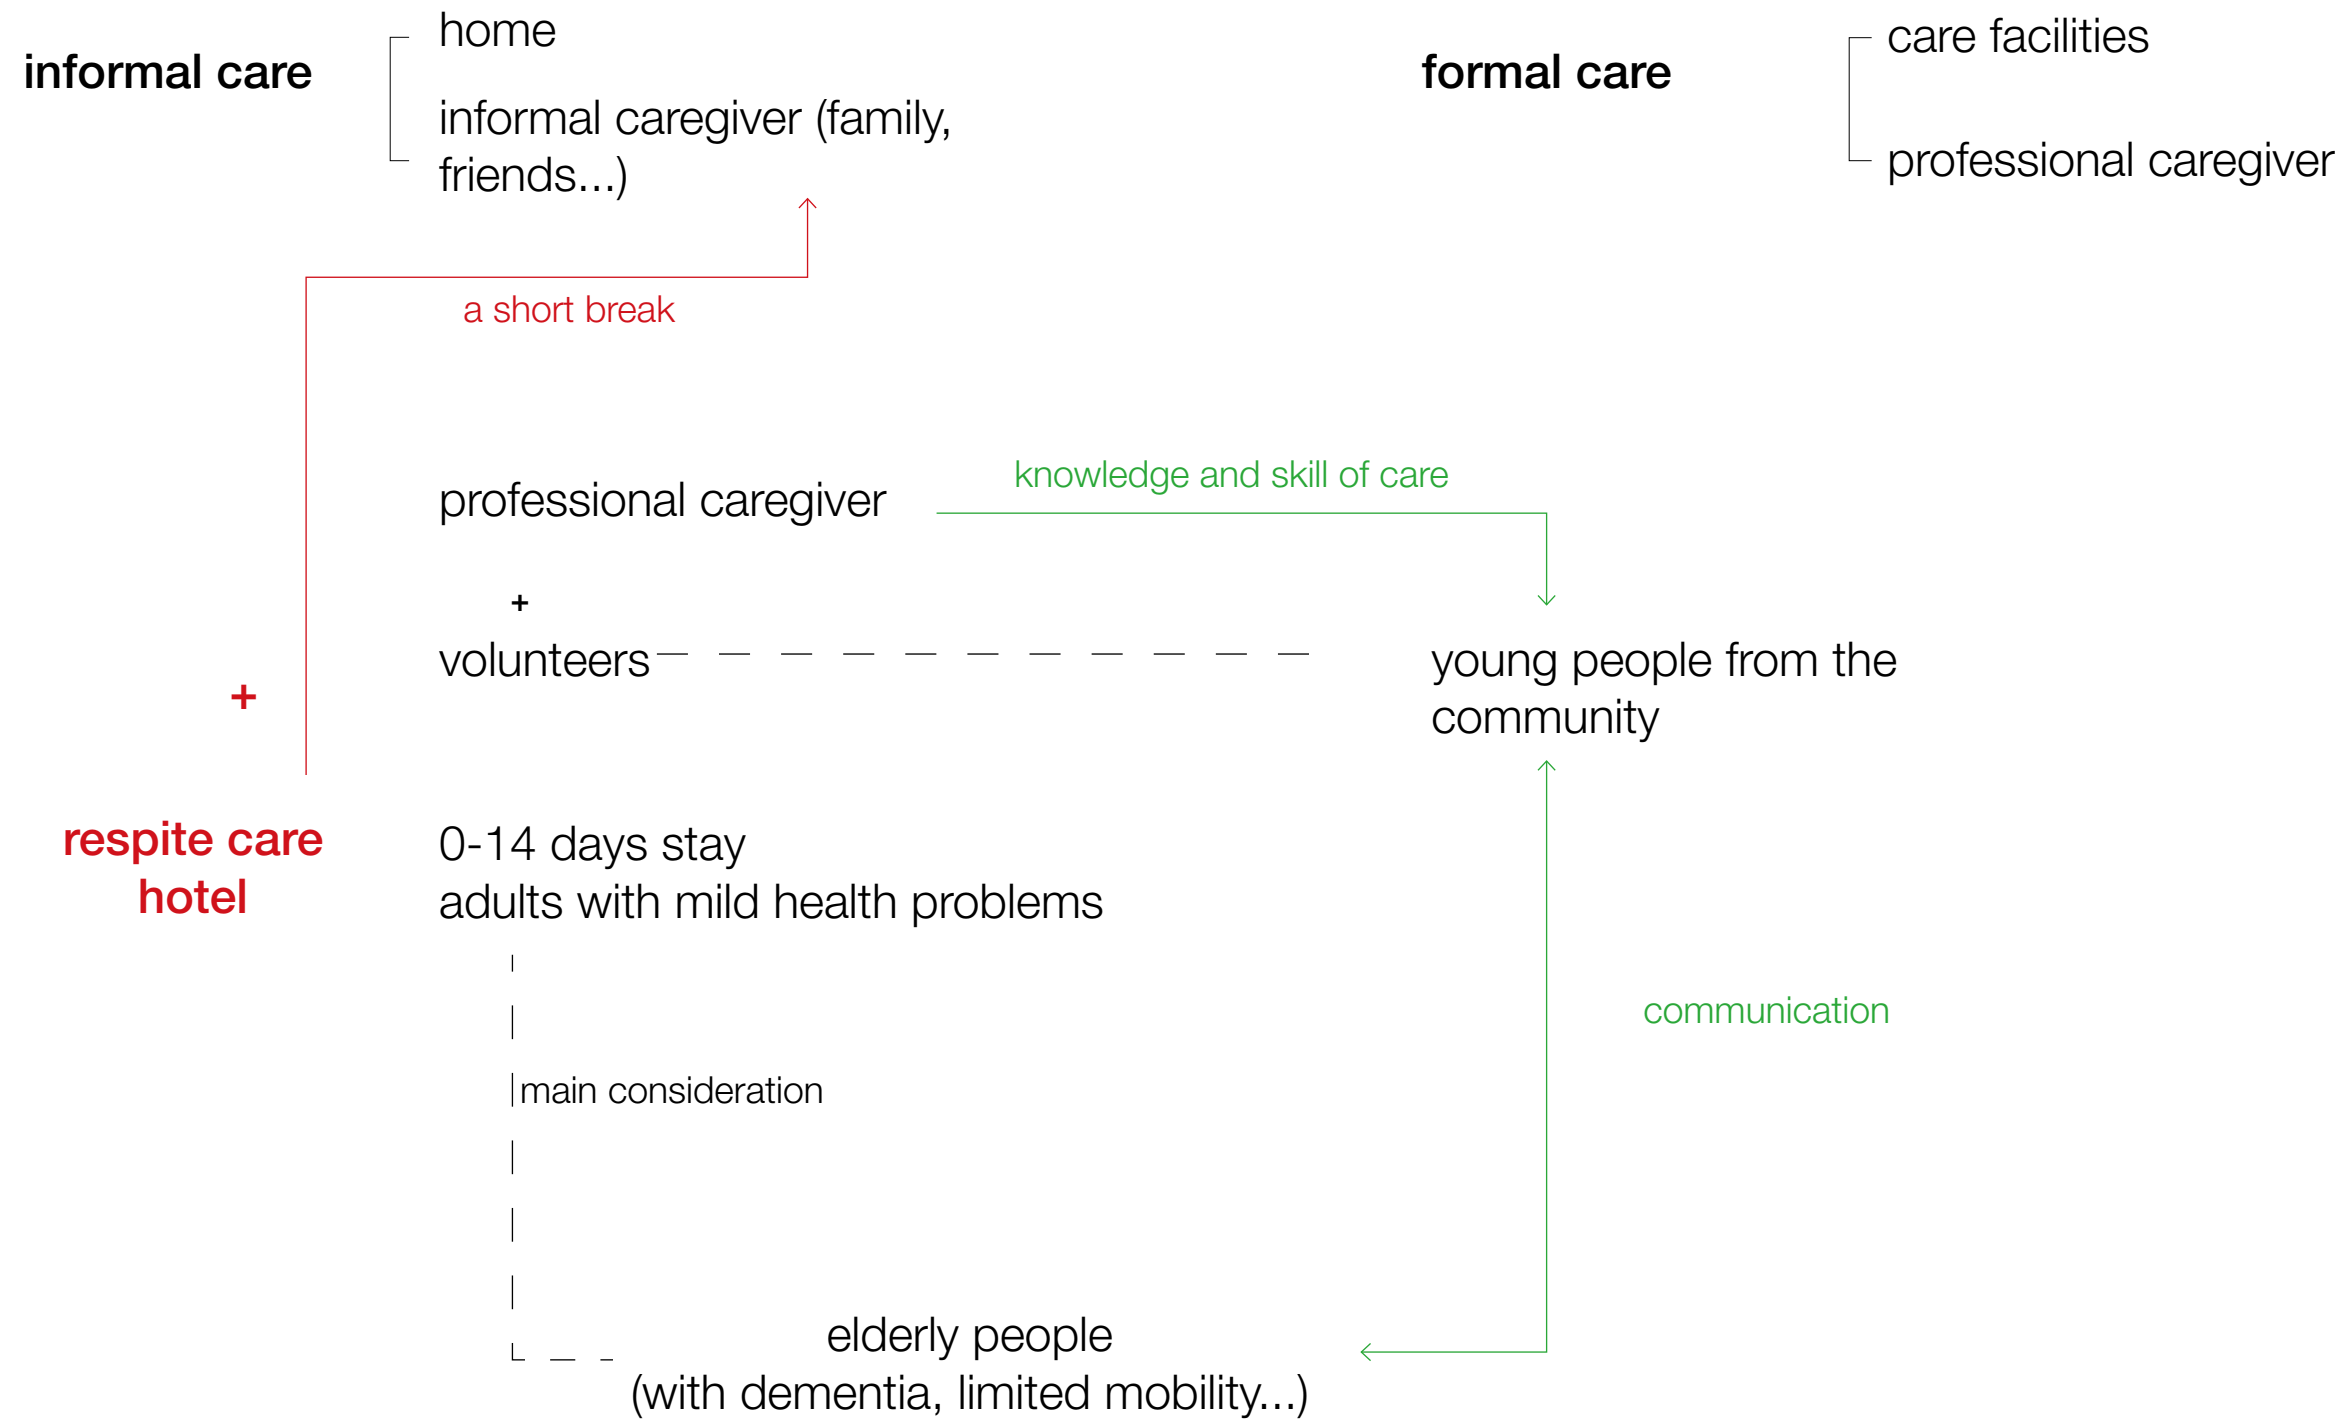 informal care
home
informal caregiver (family,
friends...)
formal care
care facilities
professional caregiver
a short break
professional caregiver
knowledge and skill of care
+
volunteers
young people from the
community
+
respite care
hotel
0-14 days stay
adults with mild health problems
main consideration
communication
elderly people
(with dementia, limited mobility...)